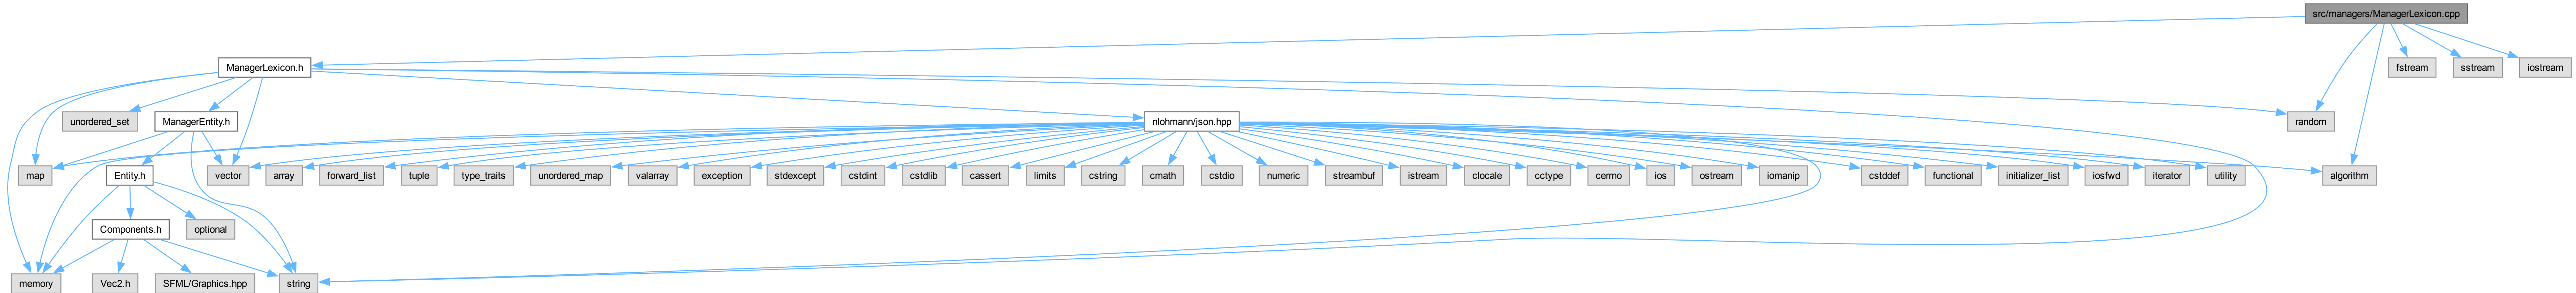 src/managers/ManagerLexicon.cpp
ManagerLexicon.h
fstream
sstream
iostream
unordered_set
ManagerEntity.h
nlohmann/json.hpp
random
map
Entity.h
vector
array
forward_list
tuple
type_traits
unordered_map
valarray
exception
stdexcept
cstdint
cstdlib
cassert
limits
cstring
cmath
cstdio
numeric
streambuf
istream
clocale
cctype
cerrno
ios
ostream
iomanip
cstddef
functional
initializer_list
iosfwd
iterator
utility
algorithm
Components.h
optional
memory
Vec2.h
SFML/Graphics.hpp
string